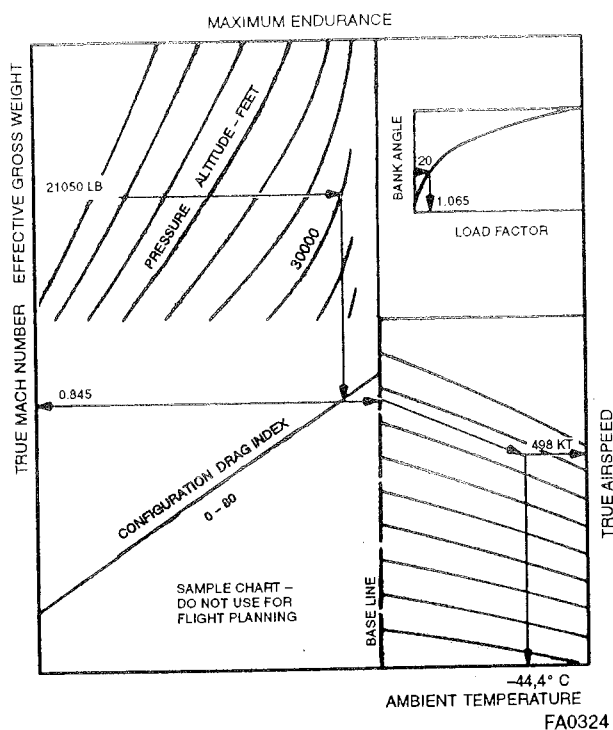 MAXIMUM ENDURANCE
EFFECTIVE GROSS WEIGHT
TRUE MACH NUMBER
21050 LB
PRESSURE ALTITUDE – FEET
30000
BANK ANGLE
20
1.065
LOAD FACTOR
0.845
498 KT
CONFIGURATION DRAG INDEX
0 – 80
TRUE AIRSPEED
SAMPLE CHART –
DO NOT USE FOR
FLIGHT PLANNING
BASE LINE
–44,4° C
AMBIENT TEMPERATURE
FA0324